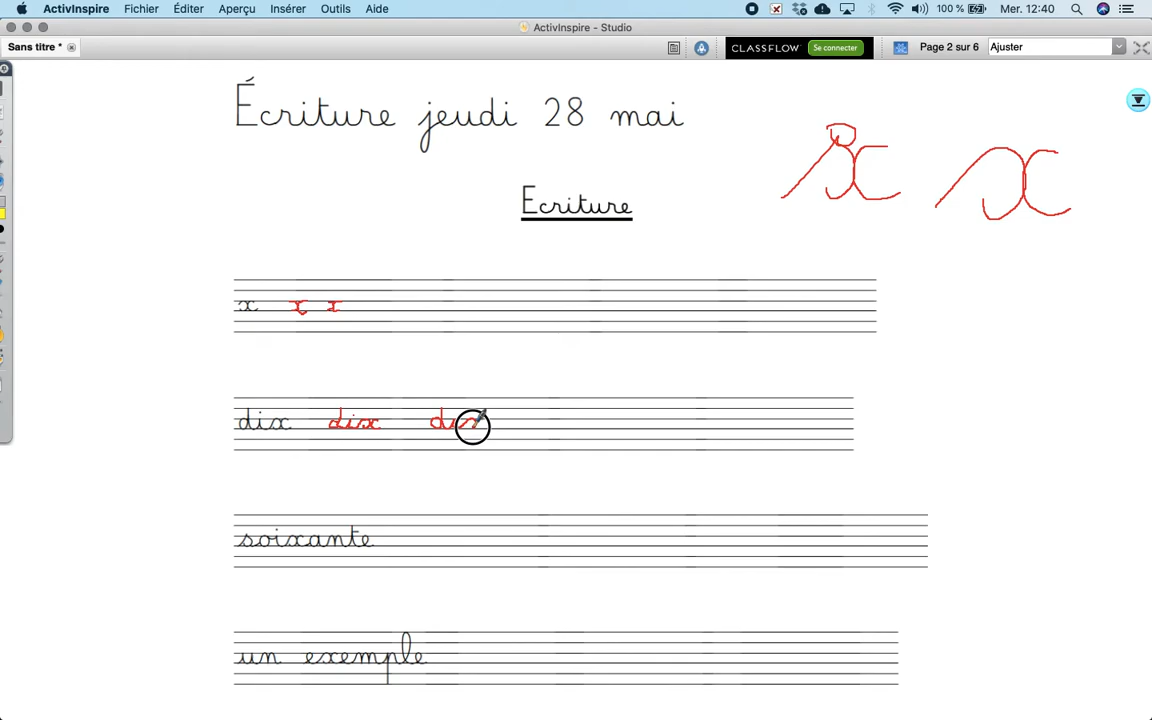 ActivInspire Fichier Éditer Aperçu Insérer Outils Aide 100 % Mer. 12:40
ActivInspire - Studio
Sans titre * CLASSFLOW Se connecter Page 2 sur 6 Ajuster
Écriture jeudi 28 mai
x x
Ecriture
x x x
dix dix
soixante
un exemple